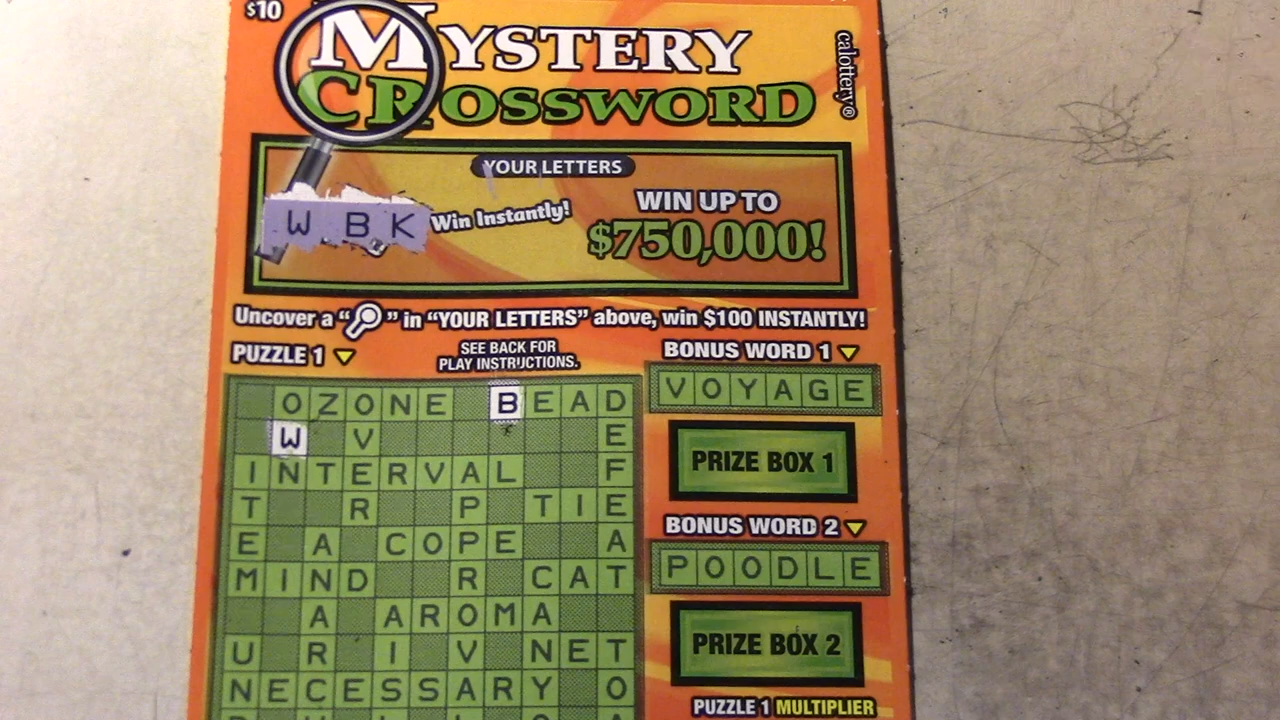 $10
MYSTERY
CROSSWORD
calottery®
YOUR LETTERS
W B K
Win Instantly!
WIN UP TO
$750,000!
Uncover a " " in "YOUR LETTERS" above, win $100 INSTANTLY!
PUZZLE 1
SEE BACK FOR
PLAY INSTRUCTIONS.
BONUS WORD 1
VOYAGE
PRIZE BOX 1
BONUS WORD 2
POODLE
PRIZE BOX 2
PUZZLE 1 MULTIPLIER
OZONE BEAD
W V E
INTERVAL F
T R P TIE
E A COPE A
MIND R CAT
A AROMA
U R I V NET
NECESSARY O